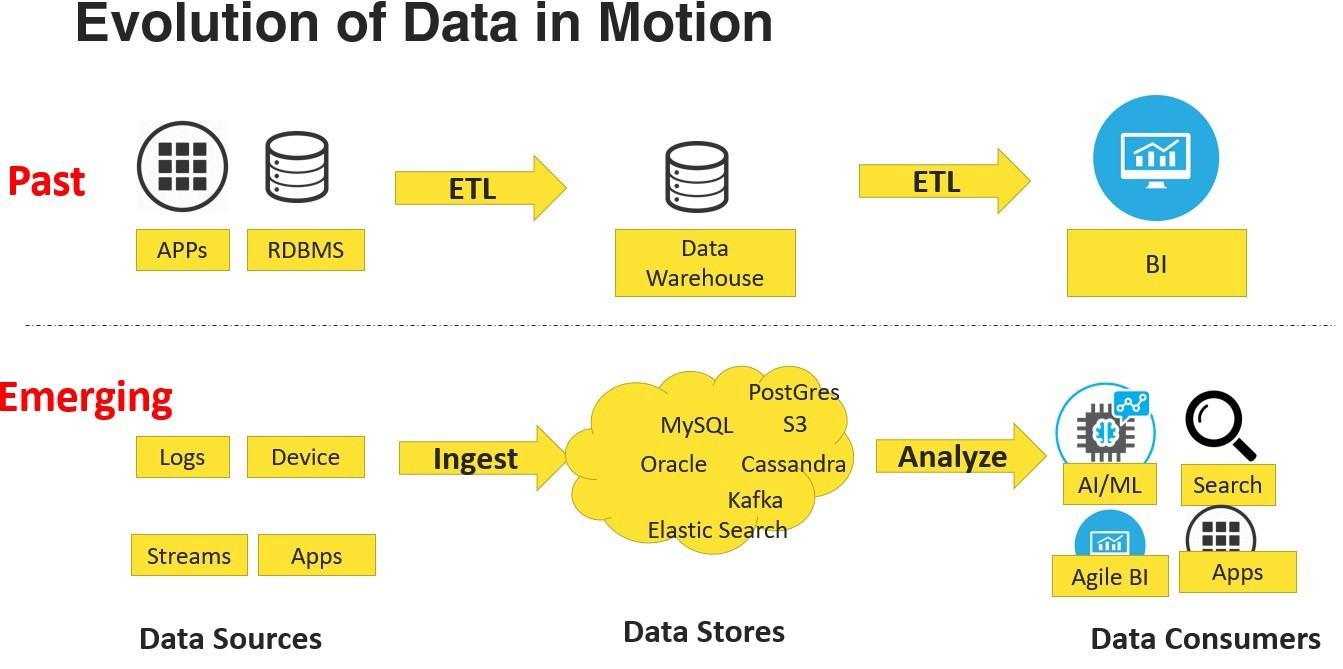 Evolution of Data in Motion
Past
ETL
ETL
APPs
RDBMS
Data
Warehouse
BI
Emerging
PostGres
MySQL
S3
Logs
Device
Ingest
Oracle
Cassandra
Analyze
AI/ML
Search
Kafka
Elastic Search
Streams
Apps
Agile BI
Apps
Data Sources
Data Stores
Data Consumers